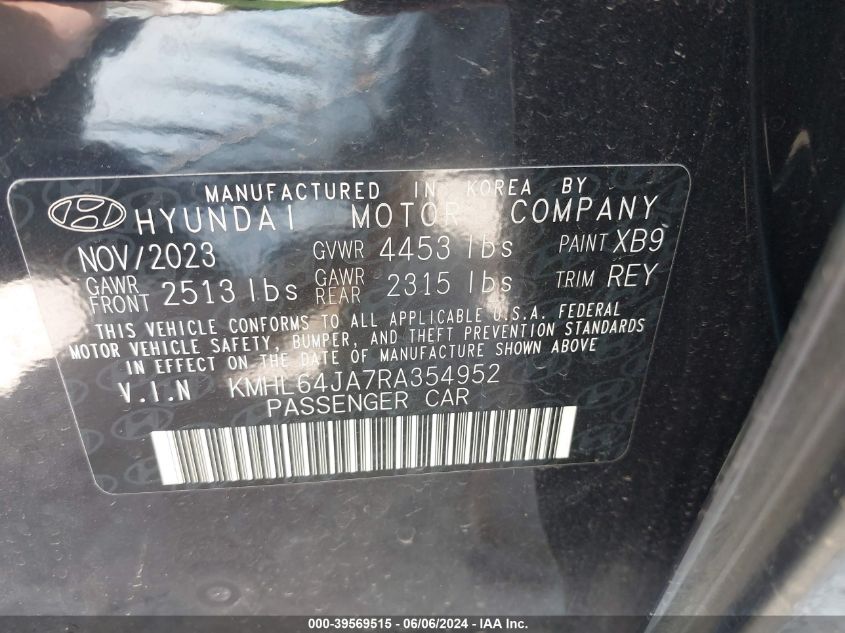 MANUFACTURED IN KOREA BY
HYUNDAI MOTOR COMPANY
NOV/2023 GVWR 4453 lbs PAINT XB9
GAWR FRONT 2513 lbs GAWR REAR 2315 lbs TRIM REY
THIS VEHICLE CONFORMS TO ALL APPLICABLE U.S.A. FEDERAL
MOTOR VEHICLE SAFETY, BUMPER, AND THEFT PREVENTION STANDARDS
IN EFFECT ON THE DATE OF MANUFACTURE SHOWN ABOVE
V.I.N KMHL64JA7RA354952
PASSENGER CAR
000-39569515 - 06/06/2024 - IAA Inc.